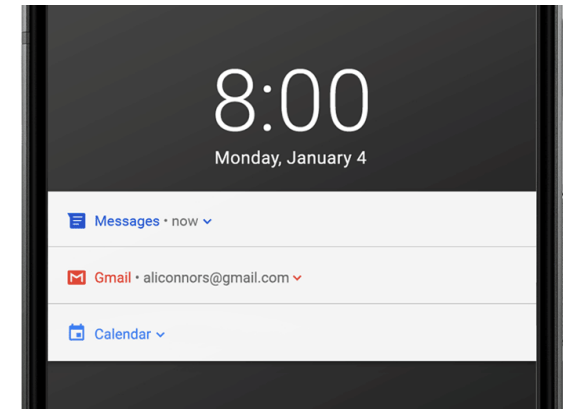 8:00
Monday, January 4
Messages • now
Gmail • aliconnors@gmail.com
Calendar